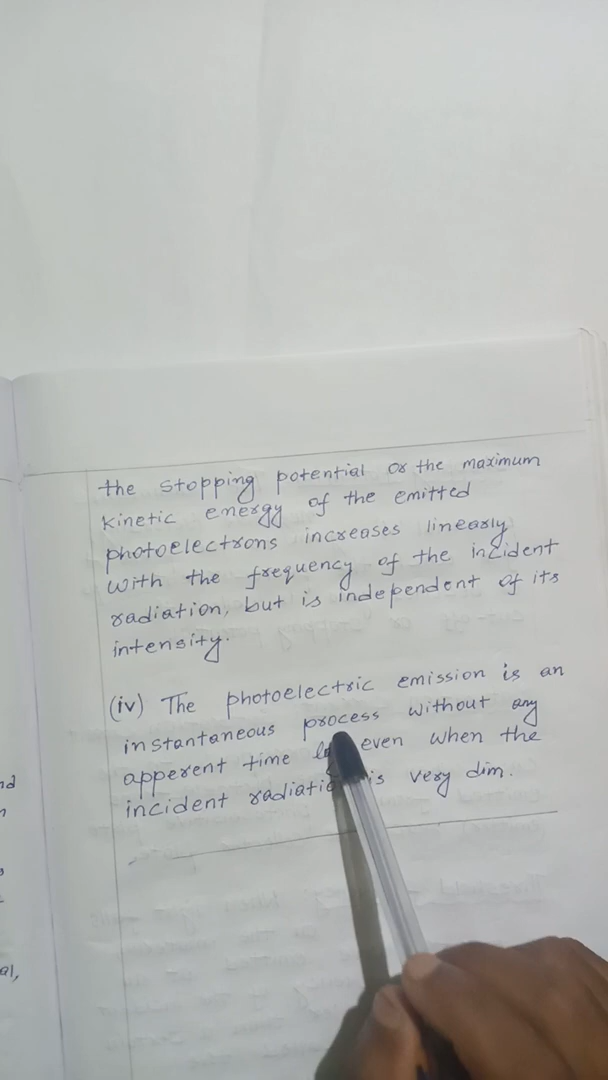 the stopping potential or the maximum
kinetic energy of the emitted
photoelectrons increases linearly
with the frequency of the incident
radiation, but is independent of its
intensity.
(iv) The photoelectric emission is an
instantaneous process without any
apperent time even when the
incident radiation is very dim.